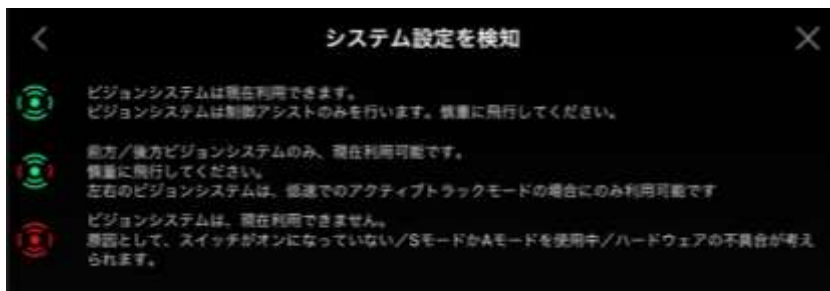 システム設定を検知
ビジョンシステムは現在利用できます。
ビジョンシステムは制御アシストのみを行います。慎重に飛行してください。
前方／後方ビジョンシステムのみ、現在利用可能です。
慎重に飛行してください。
左右のビジョンシステムは、低速でのアクティブトラックモードの場合にのみ利用可能です
ビジョンシステムは、現在利用できません。
原因として、スイッチがオンになっていない／SモードかAモードを使用中／ハードウェアの不具合が考え
られます。